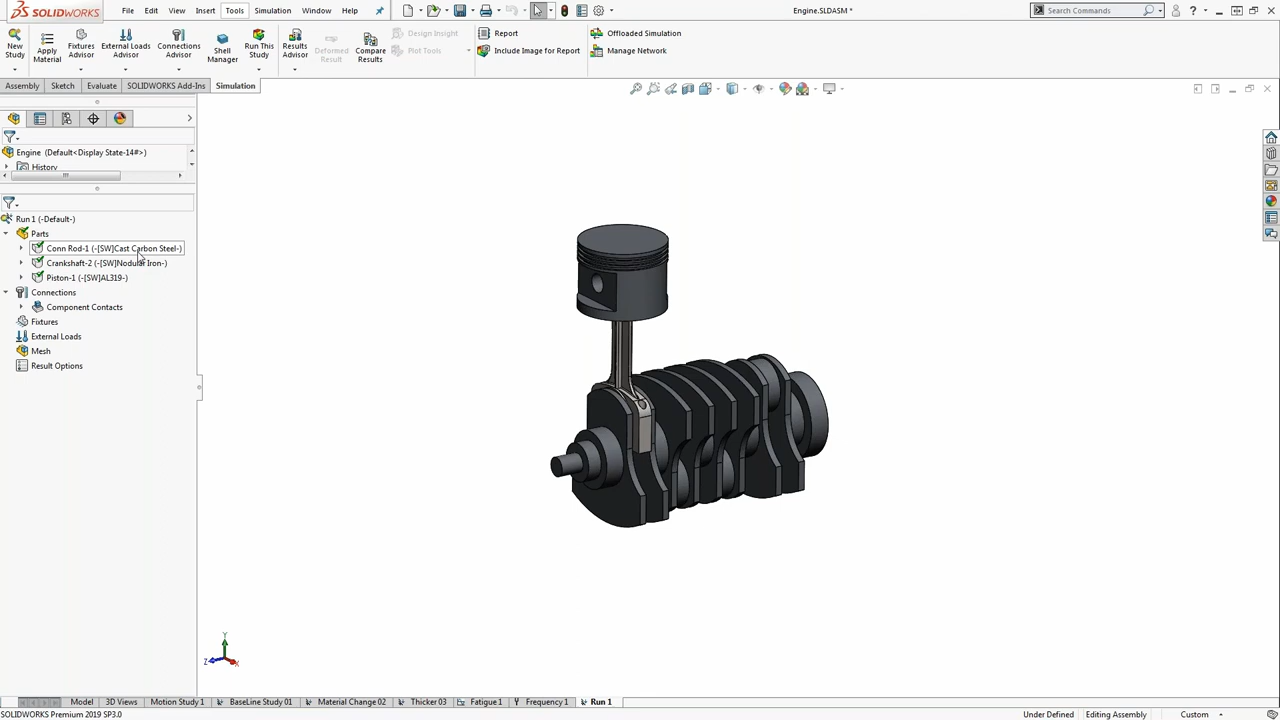 SOLIDWORKS
File Edit View Insert Tools Simulation Window Help
Engine.SLDASM *
Search Commands
New Study
Apply Material
Fixtures Advisor
External Loads Advisor
Connections Advisor
Shell Manager
Run This Study
Results Advisor
Deformed Result
Compare Results
Design Insight
Plot Tools
Report
Include Image for Report
Offloaded Simulation
Manage Network
Assembly Sketch Evaluate SOLIDWORKS Add-Ins Simulation
Engine (Default<Display State-14#>)
History
Run 1 (-Default-)
Parts
Conn Rod-1 (-[SW]Cast Carbon Steel-)
Crankshaft-2 (-[SW]Nodular Iron-)
Piston-1 (-[SW]AL319-)
Connections
Component Contacts
Fixtures
External Loads
Mesh
Result Options
Y
Z
X
Model 3D Views Motion Study 1 BaseLine Study 01 Material Change 02 Thicker 03 Fatigue 1 Frequency 1 Run 1
SOLIDWORKS Premium 2019 SP3.0
Under Defined Editing Assembly Custom